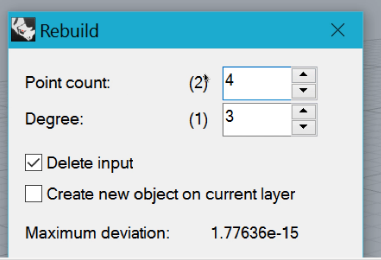 Rebuild
Point count: (2) 4
Degree: (1) 3
Delete input
Create new object on current layer
Maximum deviation: 1.77636e-15